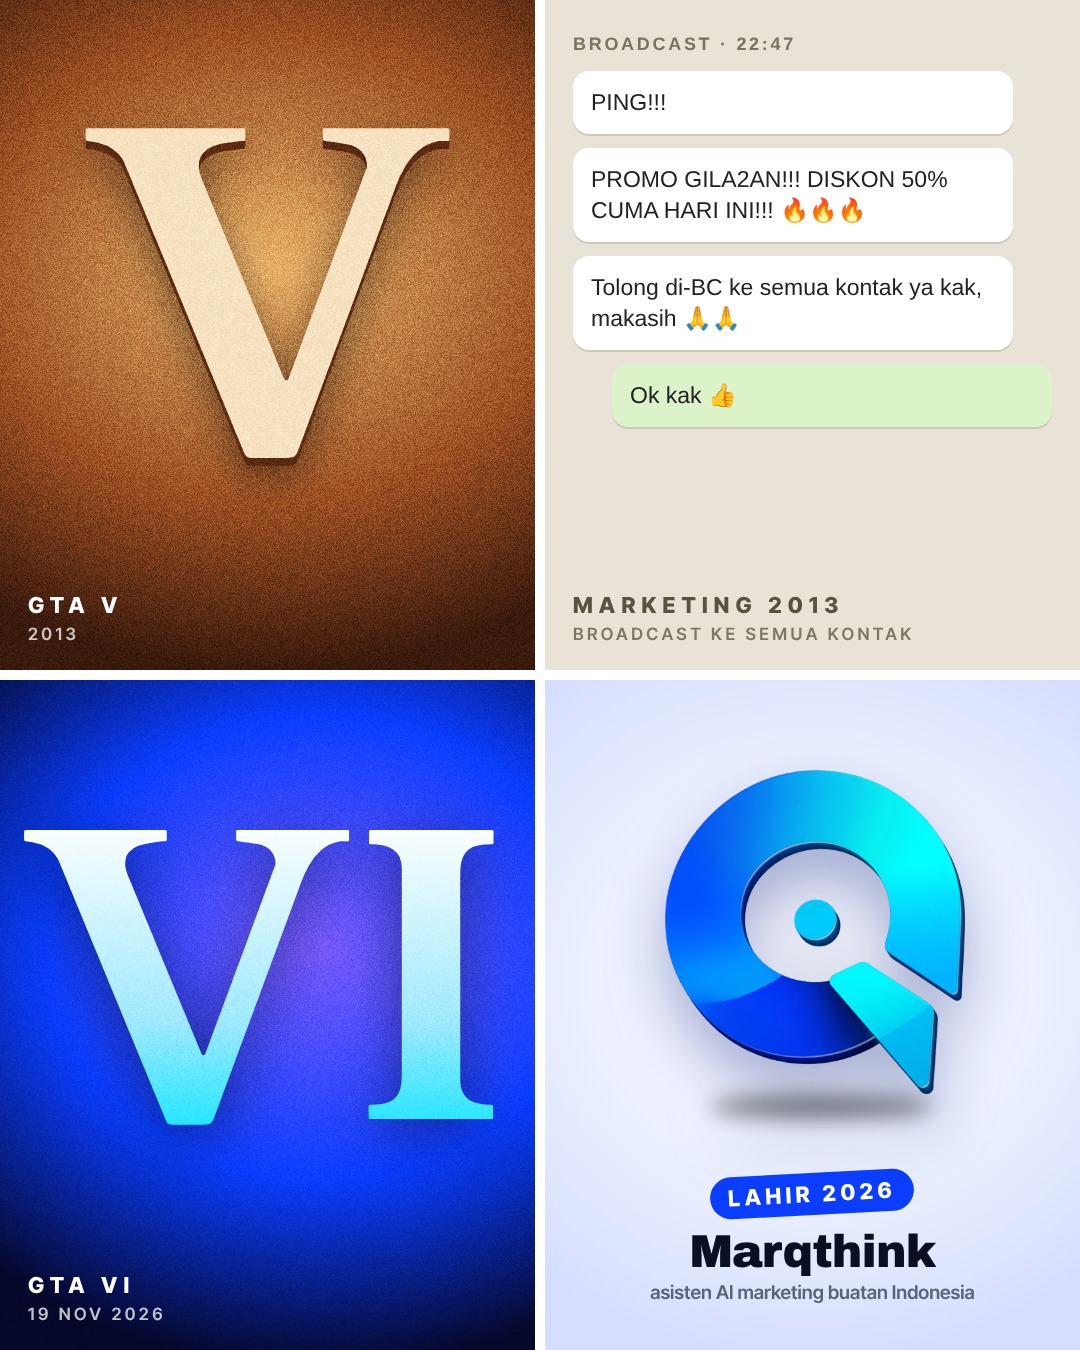 V
GTA V
2013
BROADCAST · 22:47
PING!!!
PROMO GILA2AN!!! DISKON 50%
CUMA HARI INI!!! 🔥🔥🔥
Tolong di-BC ke semua kontak ya kak,
makasih 🙏🙏
Ok kak 👍
MARKETING 2013
BROADCAST KE SEMUA KONTAK
VI
GTA VI
19 NOV 2026
LAHIR 2026
Marqthink
asisten AI marketing buatan Indonesia